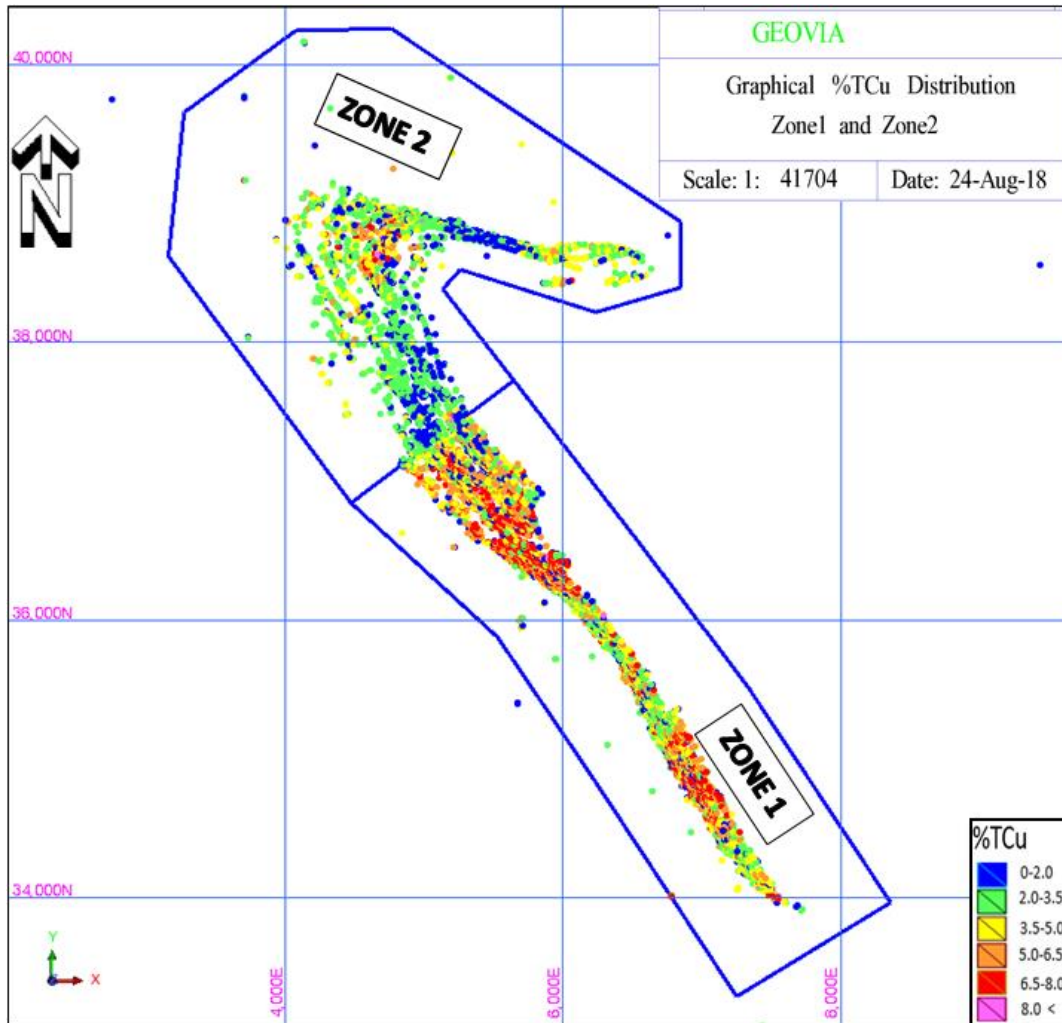 GEOVIA
Graphical %TCu Distribution
Zone1 and Zone2
Scale: 1: 41704 Date: 24-Aug-18
40,000N
ZONE 2
N
38,000N
36,000N
ZONE 1
34,000N
Y
X
4,000E
6,000E
8,000E
%TCu
0-2.0
2.0-3.5
3.5-5.0
5.0-6.5
6.5-8.0
8.0 <